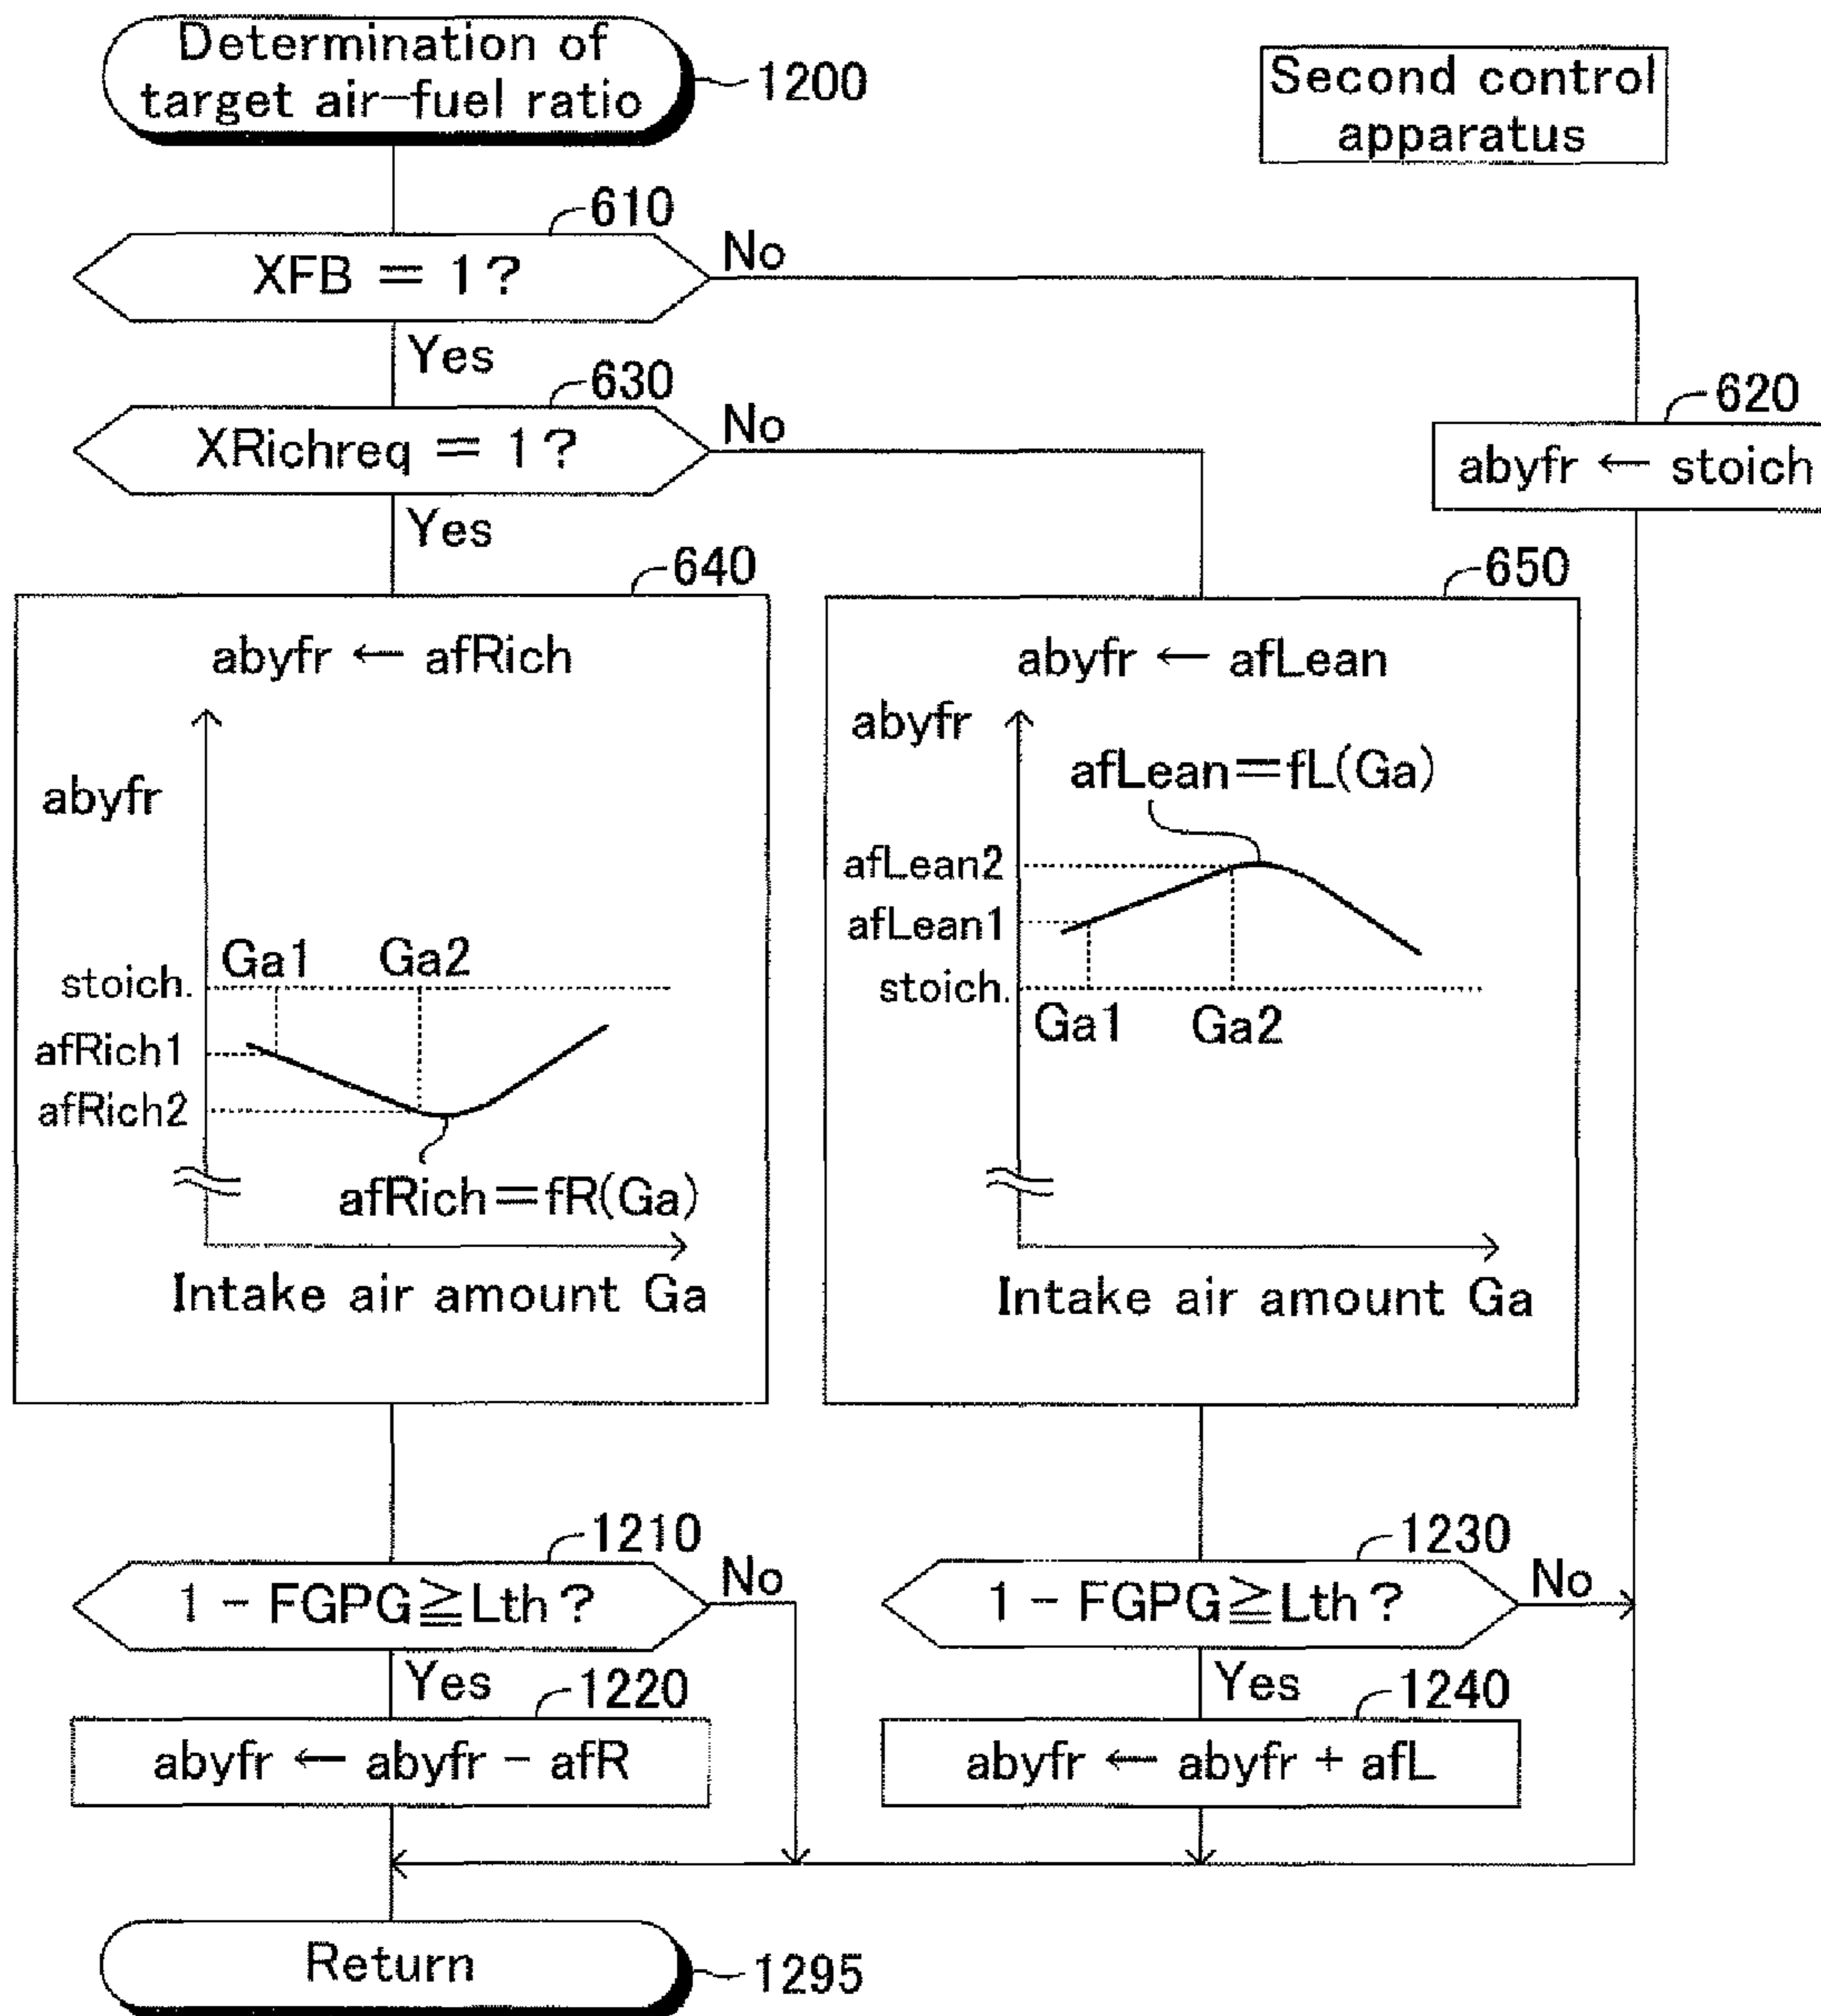 Determination of
target air-fuel ratio
1200
Second control
apparatus
610
XFB = 1?
No
Yes
630
XRichreq = 1?
No
Yes
620
abyfr ← stoich
640
abyfr ← afRich
abyfr
Ga1
Ga2
stoich.
afRich1
afRich2
afRich=fR(Ga)
Intake air amount Ga
650
abyfr ← afLean
abyfr
afLean=fL(Ga)
afLean2
afLean1
stoich.
Ga1
Ga2
Intake air amount Ga
1210
1 - FGPG≧Lth?
No
Yes
1220
abyfr ← abyfr - afR
1230
1 - FGPG≧Lth?
No
Yes
1240
abyfr ← abyfr + afL
Return
1295